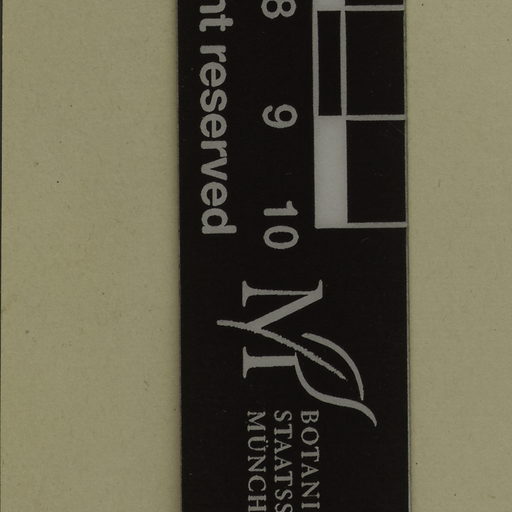 8 9 10
nt reserved
M
BOTANI
STAATSS
MÜNCH